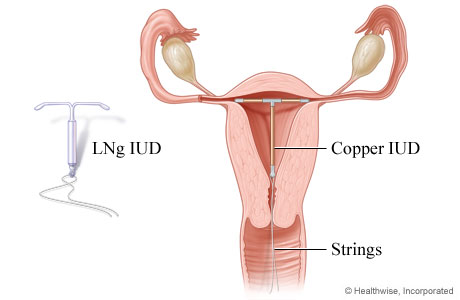 LNg IUD
Copper IUD
Strings
© Healthwise, Incorporated